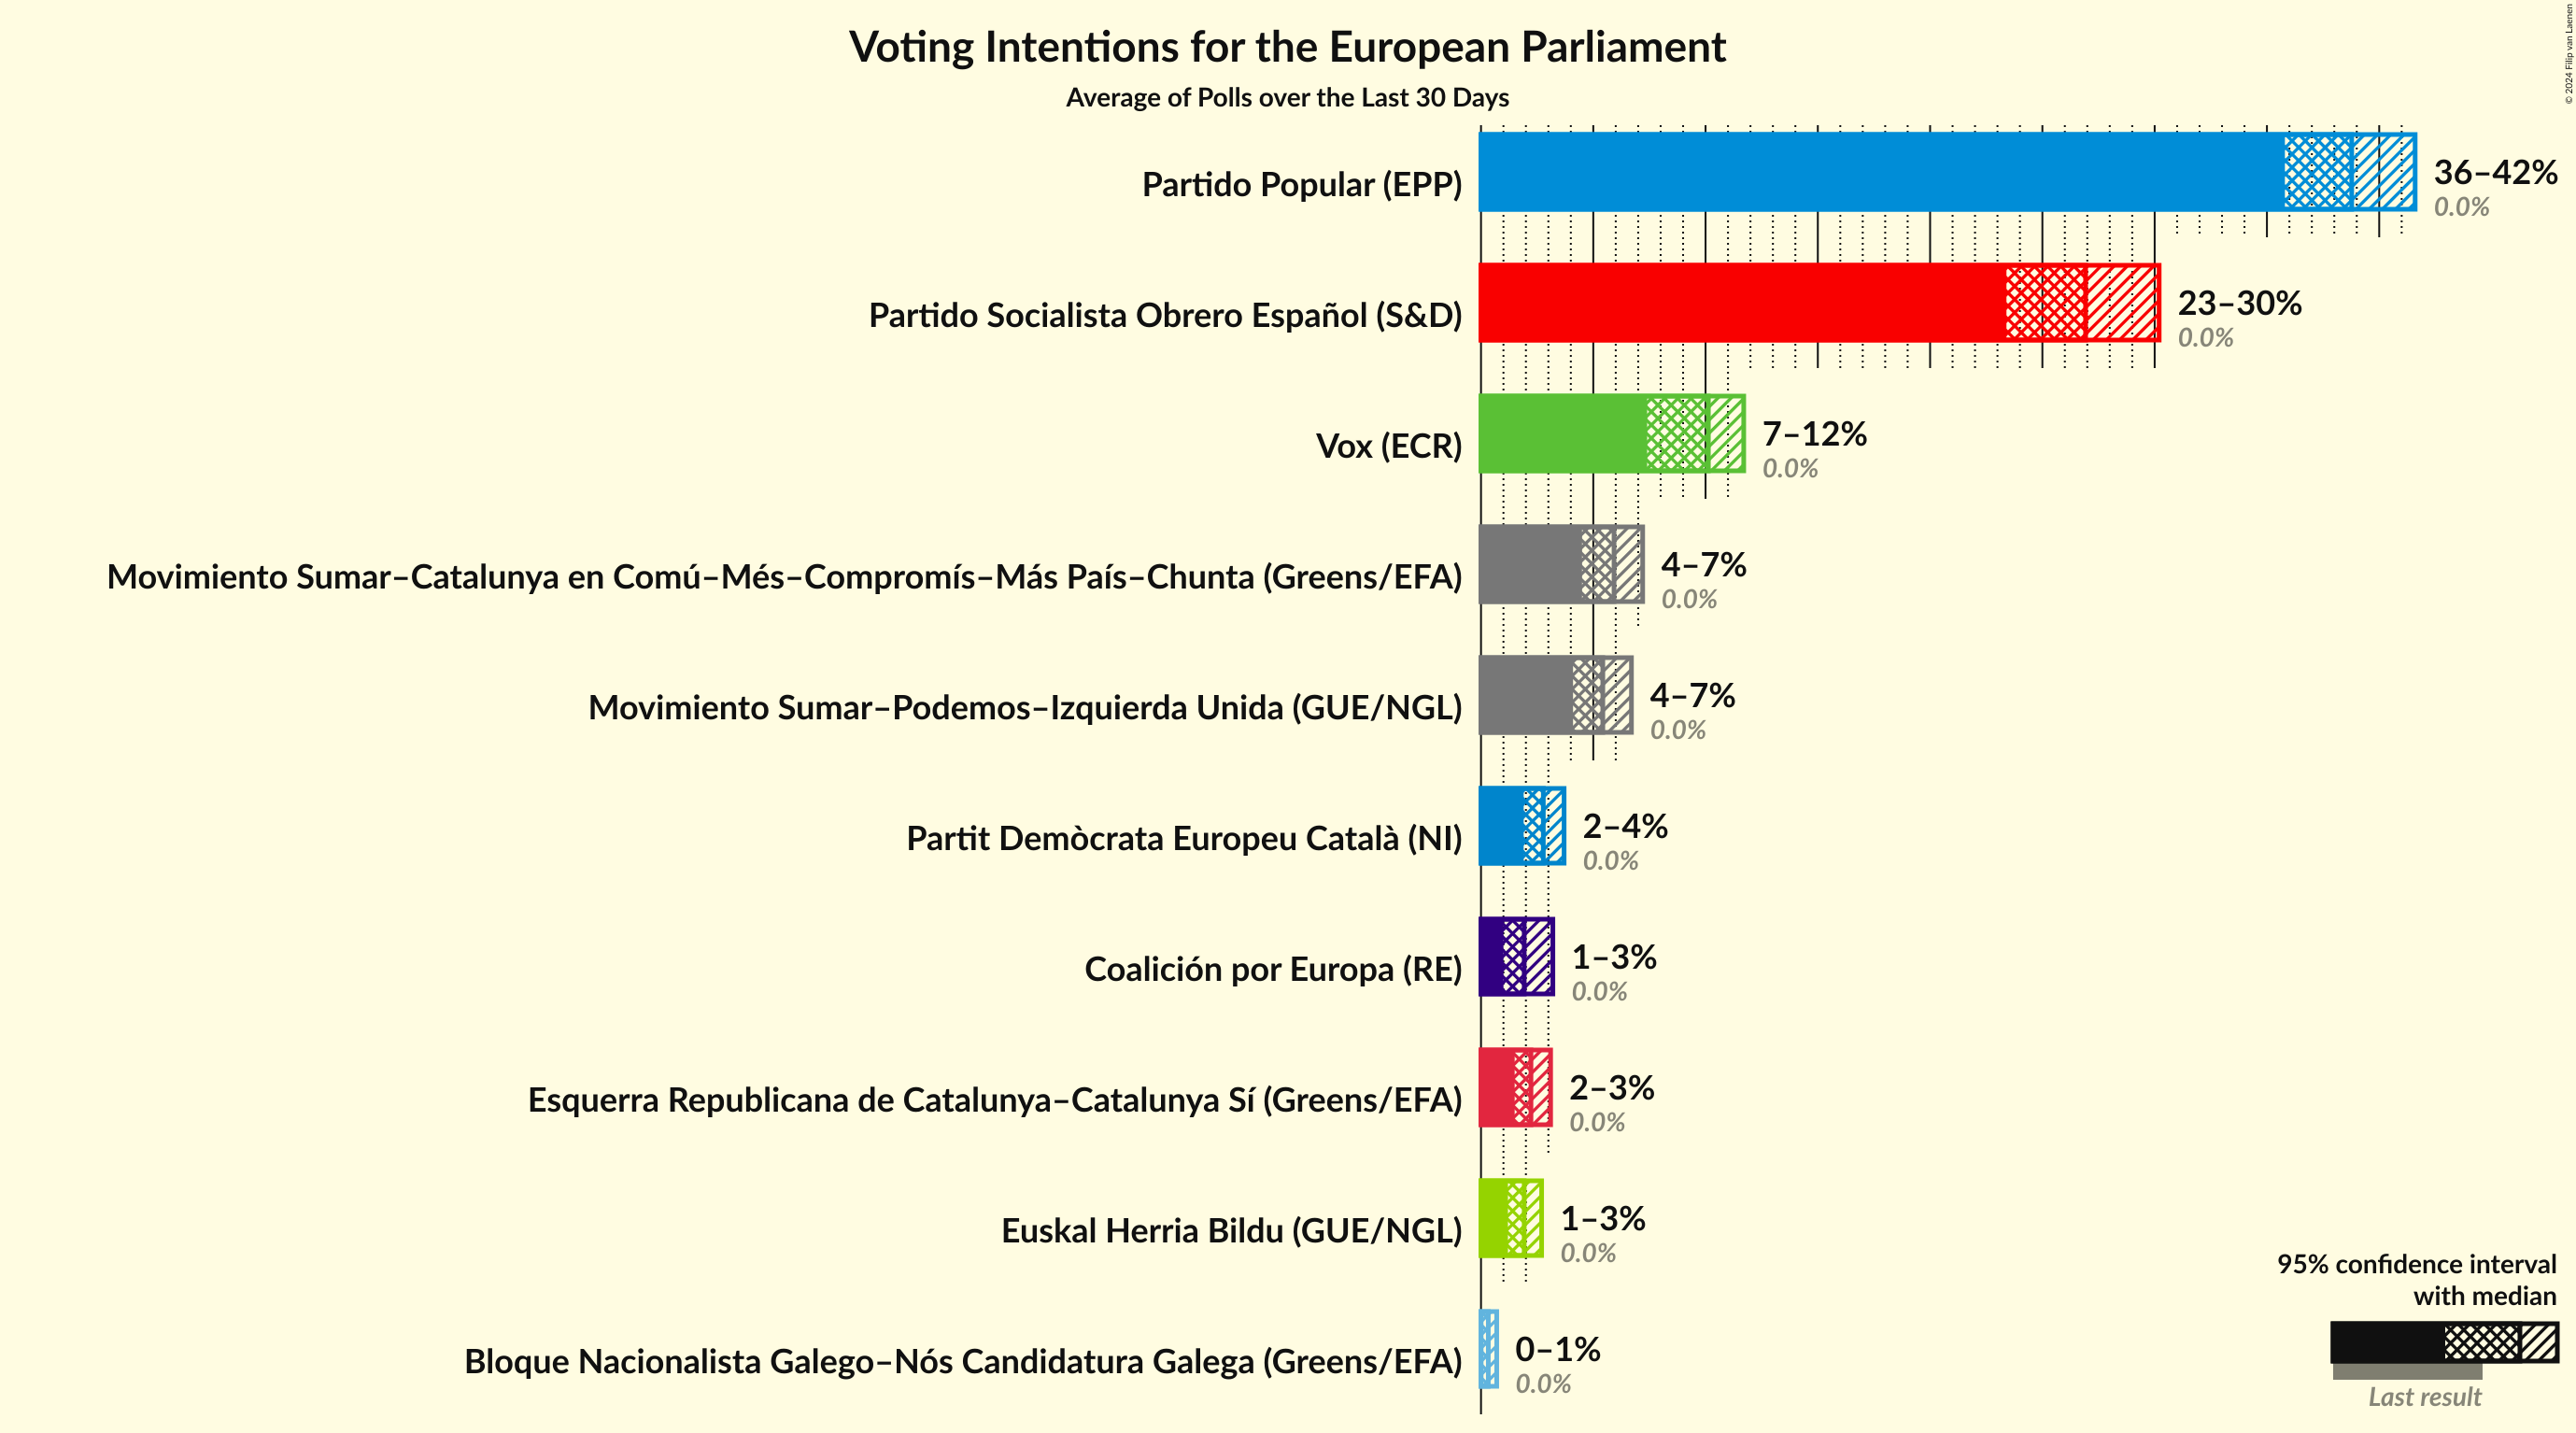 Voting Intentions for the European Parliament
Average of Polls over the Last 30 Days
© 2024 Filip van Laenen
Partido Popular (EPP)
36–42%
0.0%
Partido Socialista Obrero Español (S&D)
23–30%
0.0%
Vox (ECR)
7–12%
0.0%
Movimiento Sumar–Catalunya en Comú–Més–Compromís–Más País–Chunta (Greens/EFA)
4–7%
0.0%
Movimiento Sumar–Podemos–Izquierda Unida (GUE/NGL)
4–7%
0.0%
Partit Demòcrata Europeu Català (NI)
2–4%
0.0%
Coalición por Europa (RE)
1–3%
0.0%
Esquerra Republicana de Catalunya–Catalunya Sí (Greens/EFA)
2–3%
0.0%
Euskal Herria Bildu (GUE/NGL)
1–3%
0.0%
Bloque Nacionalista Galego–Nós Candidatura Galega (Greens/EFA)
0–1%
0.0%
95% confidence interval
with median
Last result